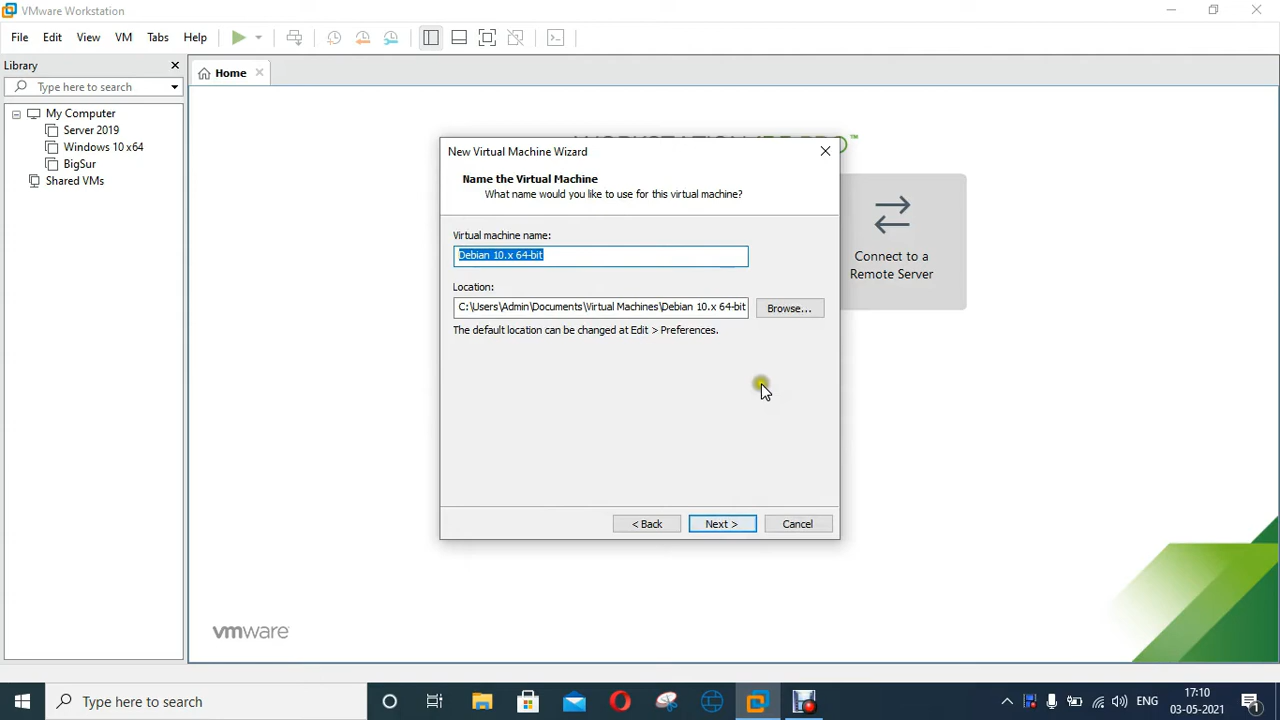 VMware Workstation
File Edit View VM Tabs Help
Library
Type here to search
My Computer
Server 2019
Windows 10 x64
BigSur
Shared VMs
Home
PRO™
Connect to a
Remote Server
New Virtual Machine Wizard
Name the Virtual Machine
What name would you like to use for this virtual machine?
Virtual machine name:
Debian 10.x 64-bit
Location:
C:\Users\Admin\Documents\Virtual Machines\Debian 10.x 64-bit
Browse...
The default location can be changed at Edit > Preferences.
< Back
Next >
Cancel
vmware
Type here to search
ENG
17:10
03-05-2021
1